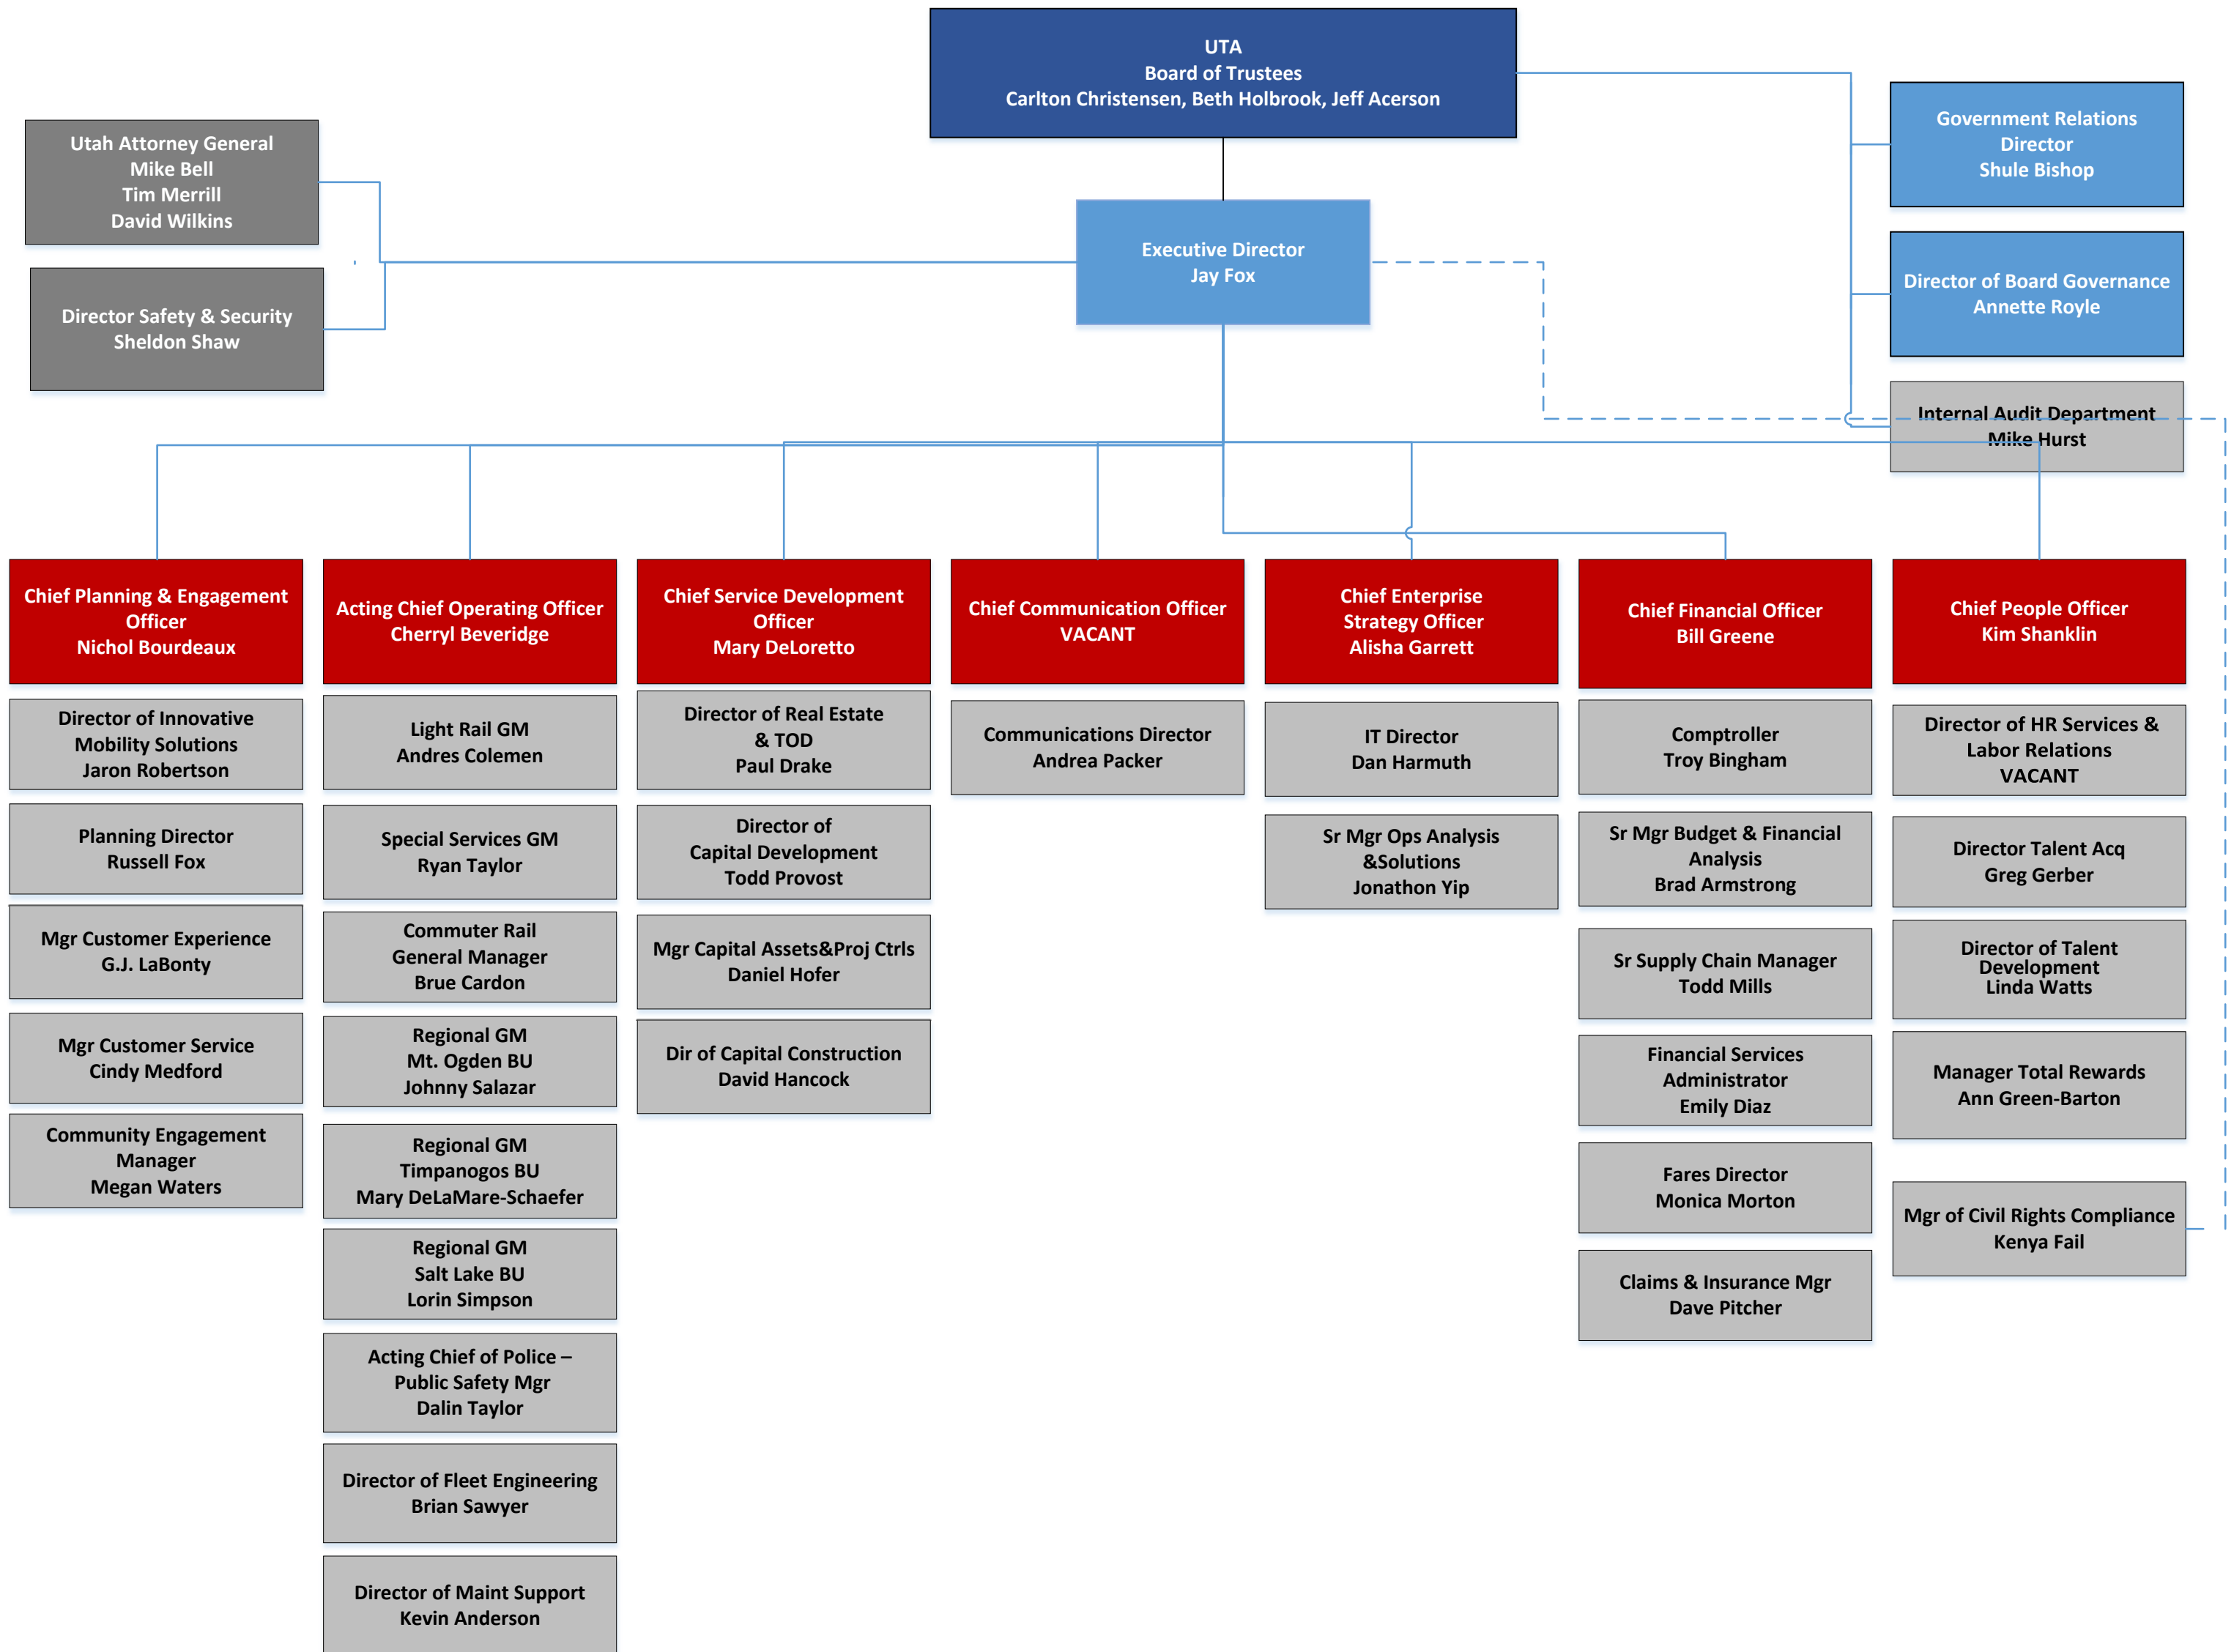 UTA
Board of Trustees
Carlton Christensen, Beth Holbrook, Jeff Acerson
Utah Attorney General
Mike Bell
Tim Merrill
David Wilkins
Director Safety & Security
Sheldon Shaw
Executive Director
Jay Fox
Government Relations
Director
Shule Bishop
Director of Board Governance
Annette Royle
Internal Audit Department
Mike Hurst
Chief Planning & Engagement
Officer
Nichol Bourdeaux
Director of Innovative
Mobility Solutions
Jaron Robertson
Planning Director
Russell Fox
Mgr Customer Experience
G.J. LaBonty
Mgr Customer Service
Cindy Medford
Community Engagement
Manager
Megan Waters
Acting Chief Operating Officer
Cherryl Beveridge
Light Rail GM
Andres Colemen
Special Services GM
Ryan Taylor
Commuter Rail
General Manager
Brue Cardon
Regional GM
Mt. Ogden BU
Johnny Salazar
Regional GM
Timpanogos BU
Mary DeLaMare-Schaefer
Regional GM
Salt Lake BU
Lorin Simpson
Acting Chief of Police –
Public Safety Mgr
Dalin Taylor
Director of Fleet Engineering
Brian Sawyer
Director of Maint Support
Kevin Anderson
Chief Service Development
Officer
Mary DeLoretto
Director of Real Estate
& TOD
Paul Drake
Director of
Capital Development
Todd Provost
Mgr Capital Assets&Proj Ctrls
Daniel Hofer
Dir of Capital Construction
David Hancock
Chief Communication Officer
VACANT
Communications Director
Andrea Packer
Chief Enterprise
Strategy Officer
Alisha Garrett
IT Director
Dan Harmuth
Sr Mgr Ops Analysis
&Solutions
Jonathon Yip
Chief Financial Officer
Bill Greene
Comptroller
Troy Bingham
Sr Mgr Budget & Financial
Analysis
Brad Armstrong
Sr Supply Chain Manager
Todd Mills
Financial Services
Administrator
Emily Diaz
Fares Director
Monica Morton
Claims & Insurance Mgr
Dave Pitcher
Chief People Officer
Kim Shanklin
Director of HR Services &
Labor Relations
VACANT
Director Talent Acq
Greg Gerber
Director of Talent
Development
Linda Watts
Manager Total Rewards
Ann Green-Barton
Mgr of Civil Rights Compliance
Kenya Fail